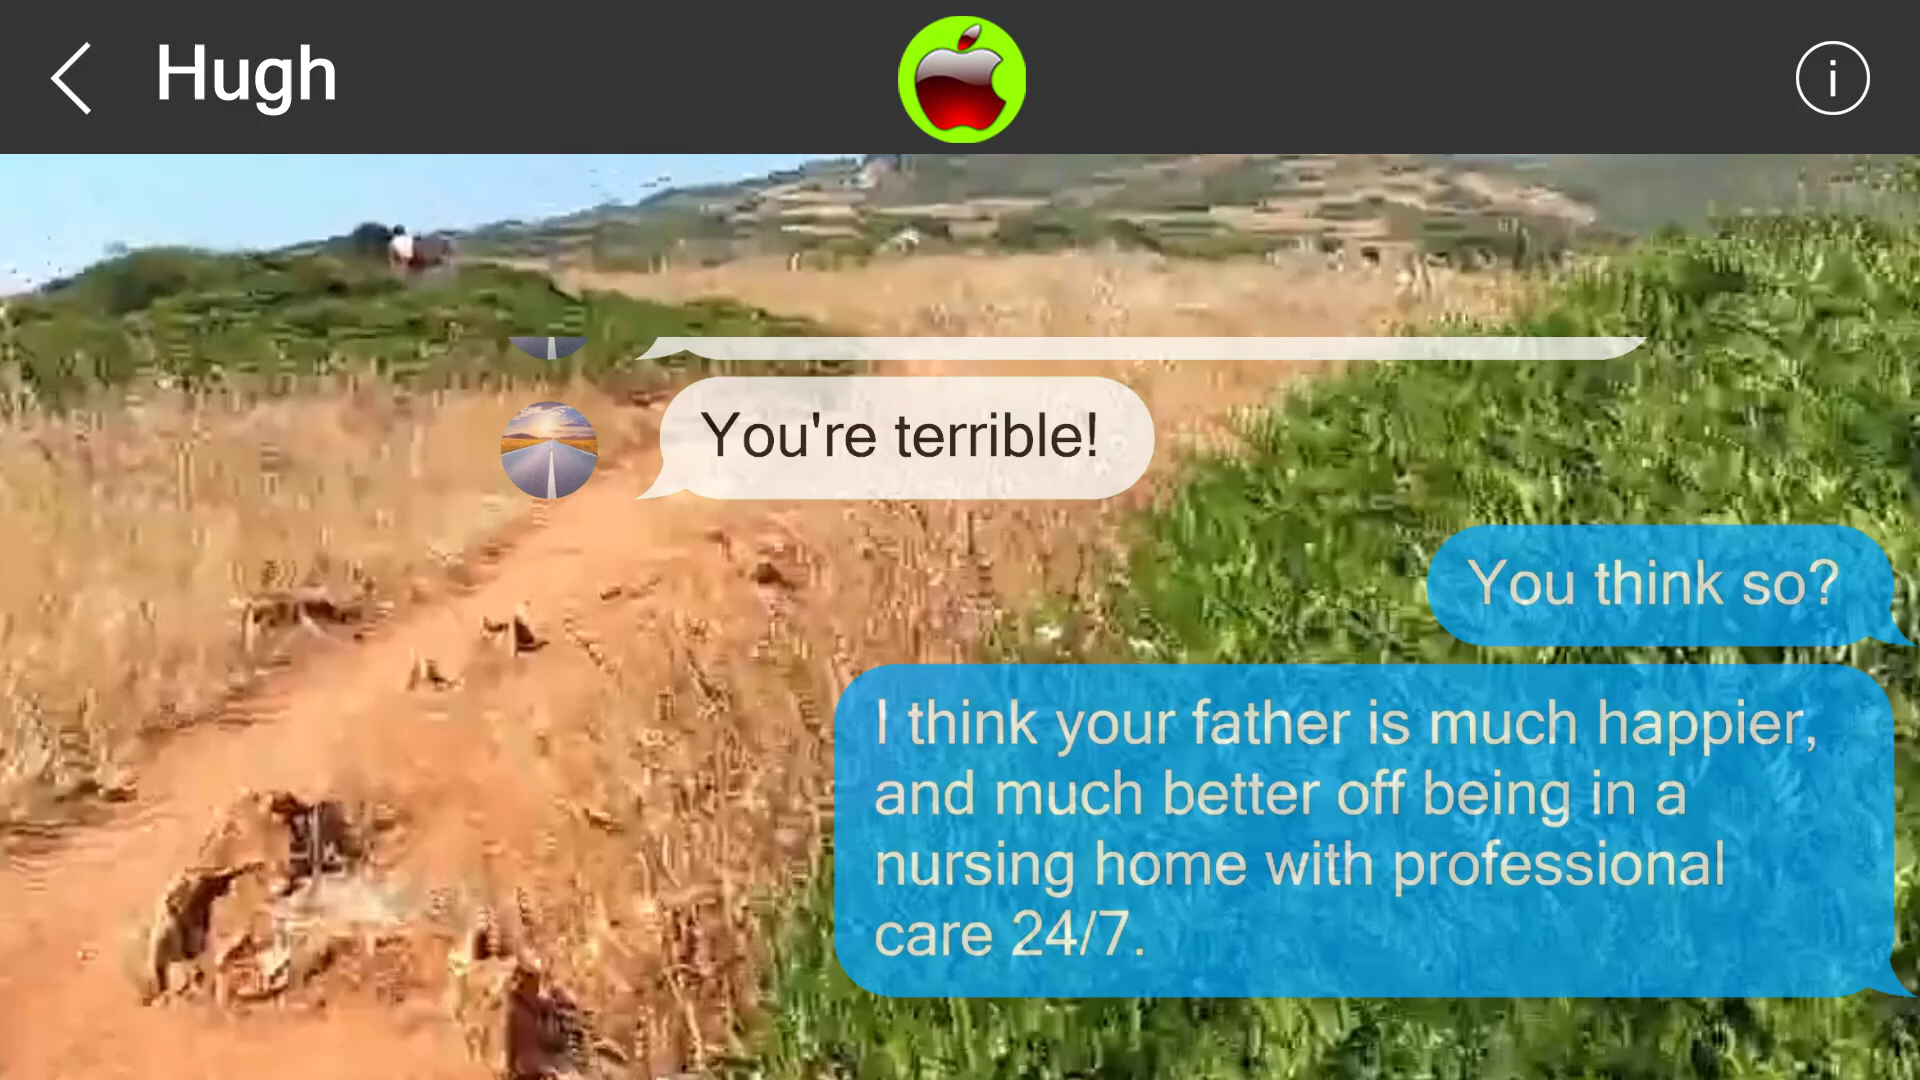 Hugh
You're terrible!
You think so?
I think your father is much happier,
and much better off being in a
nursing home with professional
care 24/7.